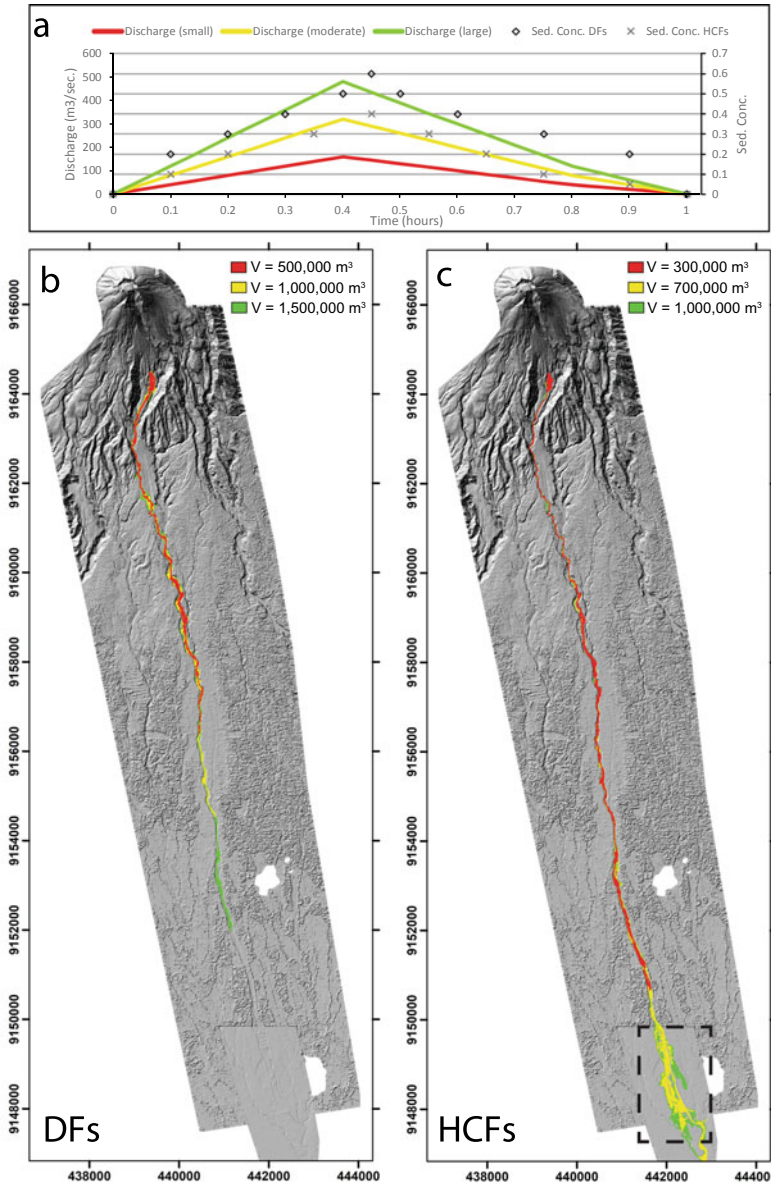 a
Discharge (small) Discharge (moderate) Discharge (large) Sed. Conc. DFs Sed. Conc. HCFs
600 500 400 300 200 100 0
Discharge (m3/sec.)
0.7 0.6 0.5 0.4 0.3 0.2 0.1 0
Sed. Conc.
0 0.1 0.2 0.3 0.4 0.5 0.6 0.7 0.8 0.9 1
Time (hours)
b
V = 500,000 m³
V = 1,000,000 m³
V = 1,500,000 m³
9166000
9164000
9162000
9160000
9158000
9156000
9154000
9152000
9150000
9148000
DFs
438000 440000 442000 444000
c
V = 300,000 m³
V = 700,000 m³
V = 1,000,000 m³
9166000
9164000
9162000
9160000
9158000
9156000
9154000
9152000
9150000
9148000
HCFs
438000 440000 442000 44400